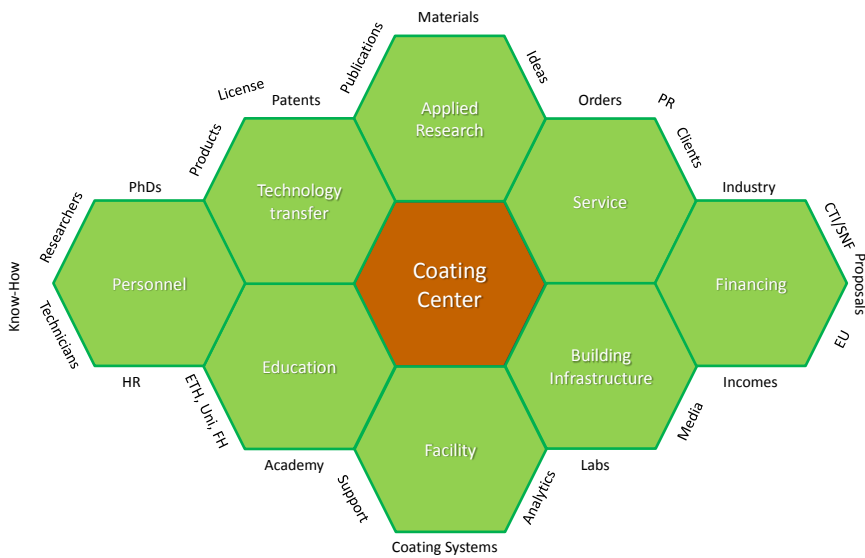 Materials
Publications
Ideas
Applied
Research
License
Patents
Products
Technology
transfer
Orders
PR
Clients
Service
PhDs
Researchers
Know-How
Technicians
Personnel
HR
Coating
Center
Industry
CTI/SNF
Proposals
EU
Financing
Incomes
Education
ETH, Uni, FH
Academy
Building
Infrastructure
Media
Labs
Facility
Support
Analytics
Coating Systems